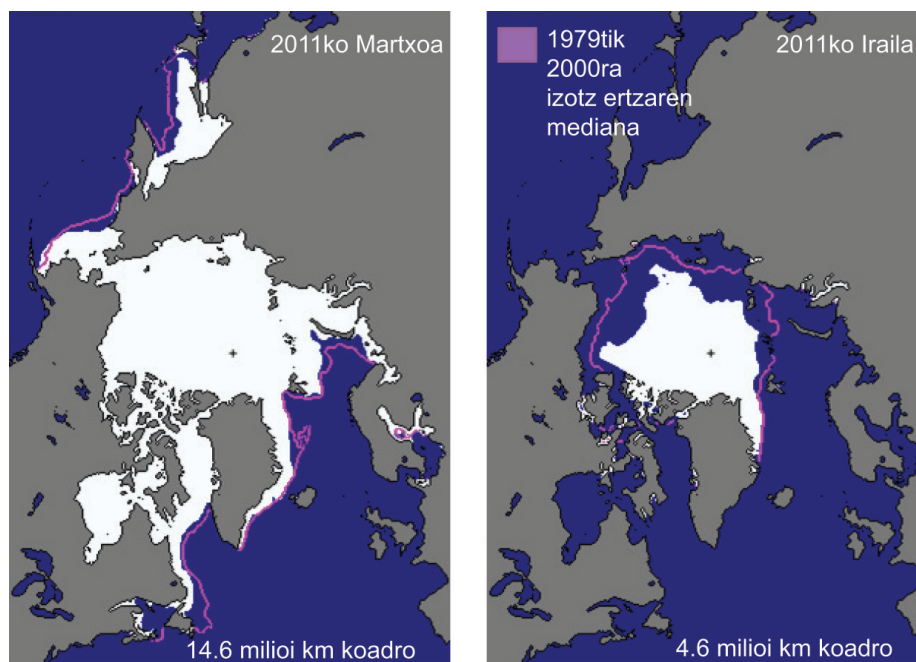 2011ko Martxoa
14.6 milioi km koadro
1979tik
2000ra
izotz ertzaren
mediana
2011ko Iraila
4.6 milioi km koadro